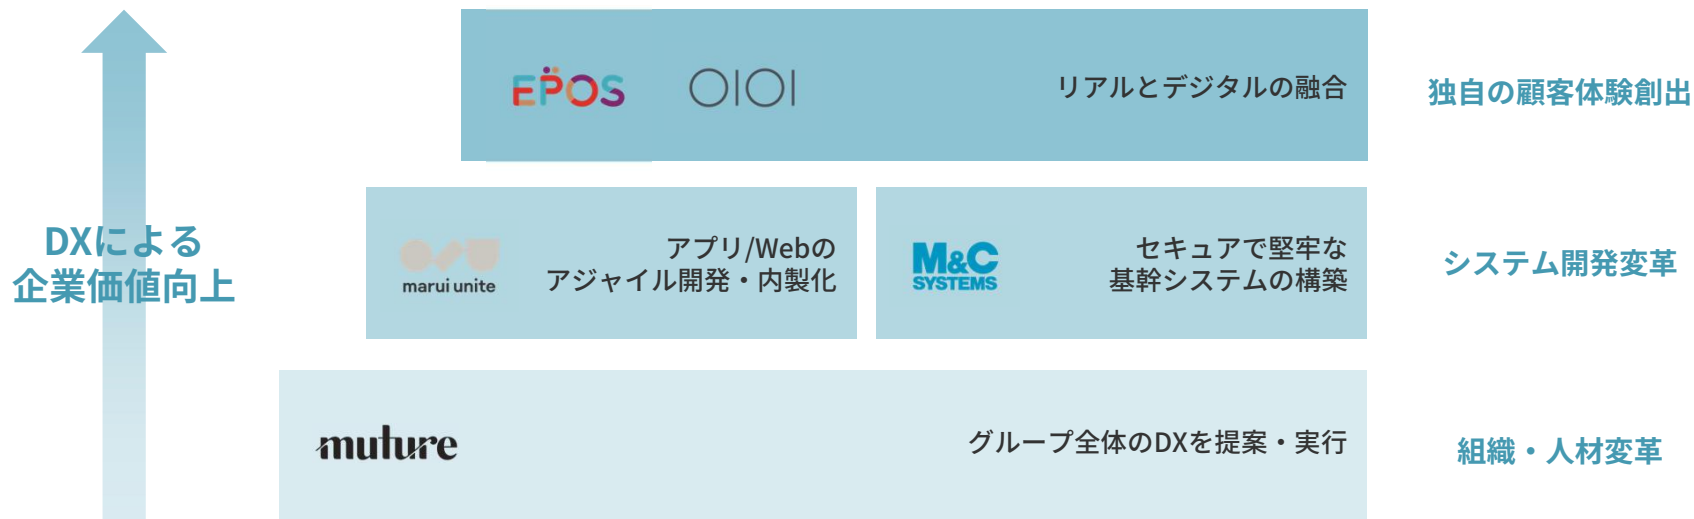 EPOS
OIOI
リアルとデジタルの融合
独自の顧客体験創出
DXによる
企業価値向上
marui unite
アプリ/Webの
アジャイル開発・内製化
M&C
SYSTEMS
セキュアで堅牢な
基幹システムの構築
システム開発変革
muture
グループ全体のDXを提案・実行
組織・人材変革